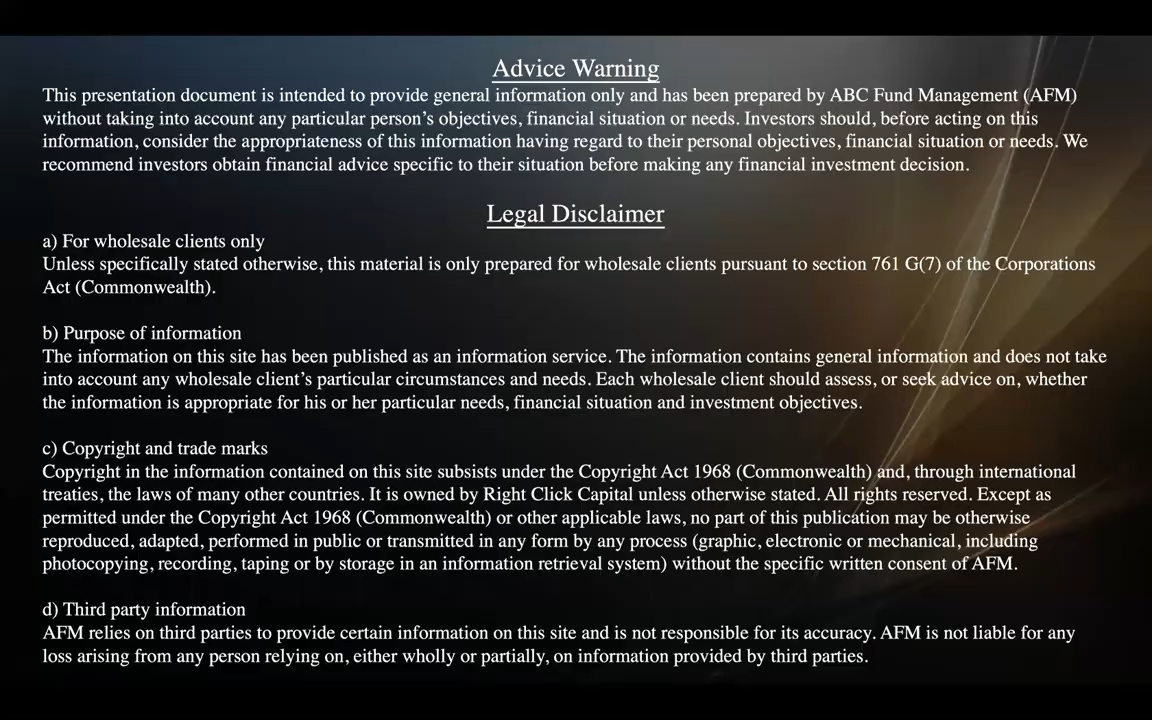 Advice Warning
This presentation document is intended to provide general information only and has been prepared by ABC Fund Management (AFM)
without taking into account any particular person’s objectives, financial situation or needs. Investors should, before acting on this
information, consider the appropriateness of this information having regard to their personal objectives, financial situation or needs. We
recommend investors obtain financial advice specific to their situation before making any financial investment decision.
Legal Disclaimer
a) For wholesale clients only
Unless specifically stated otherwise, this material is only prepared for wholesale clients pursuant to section 761 G(7) of the Corporations
Act (Commonwealth).
b) Purpose of information
The information on this site has been published as an information service. The information contains general information and does not take
into account any wholesale client’s particular circumstances and needs. Each wholesale client should assess, or seek advice on, whether
the information is appropriate for his or her particular needs, financial situation and investment objectives.
c) Copyright and trade marks
Copyright in the information contained on this site subsists under the Copyright Act 1968 (Commonwealth) and, through international
treaties, the laws of many other countries. It is owned by Right Click Capital unless otherwise stated. All rights reserved. Except as
permitted under the Copyright Act 1968 (Commonwealth) or other applicable laws, no part of this publication may be otherwise
reproduced, adapted, performed in public or transmitted in any form by any process (graphic, electronic or mechanical, including
photocopying, recording, taping or by storage in an information retrieval system) without the specific written consent of AFM.
d) Third party information
AFM relies on third parties to provide certain information on this site and is not responsible for its accuracy. AFM is not liable for any
loss arising from any person relying on, either wholly or partially, on information provided by third parties.